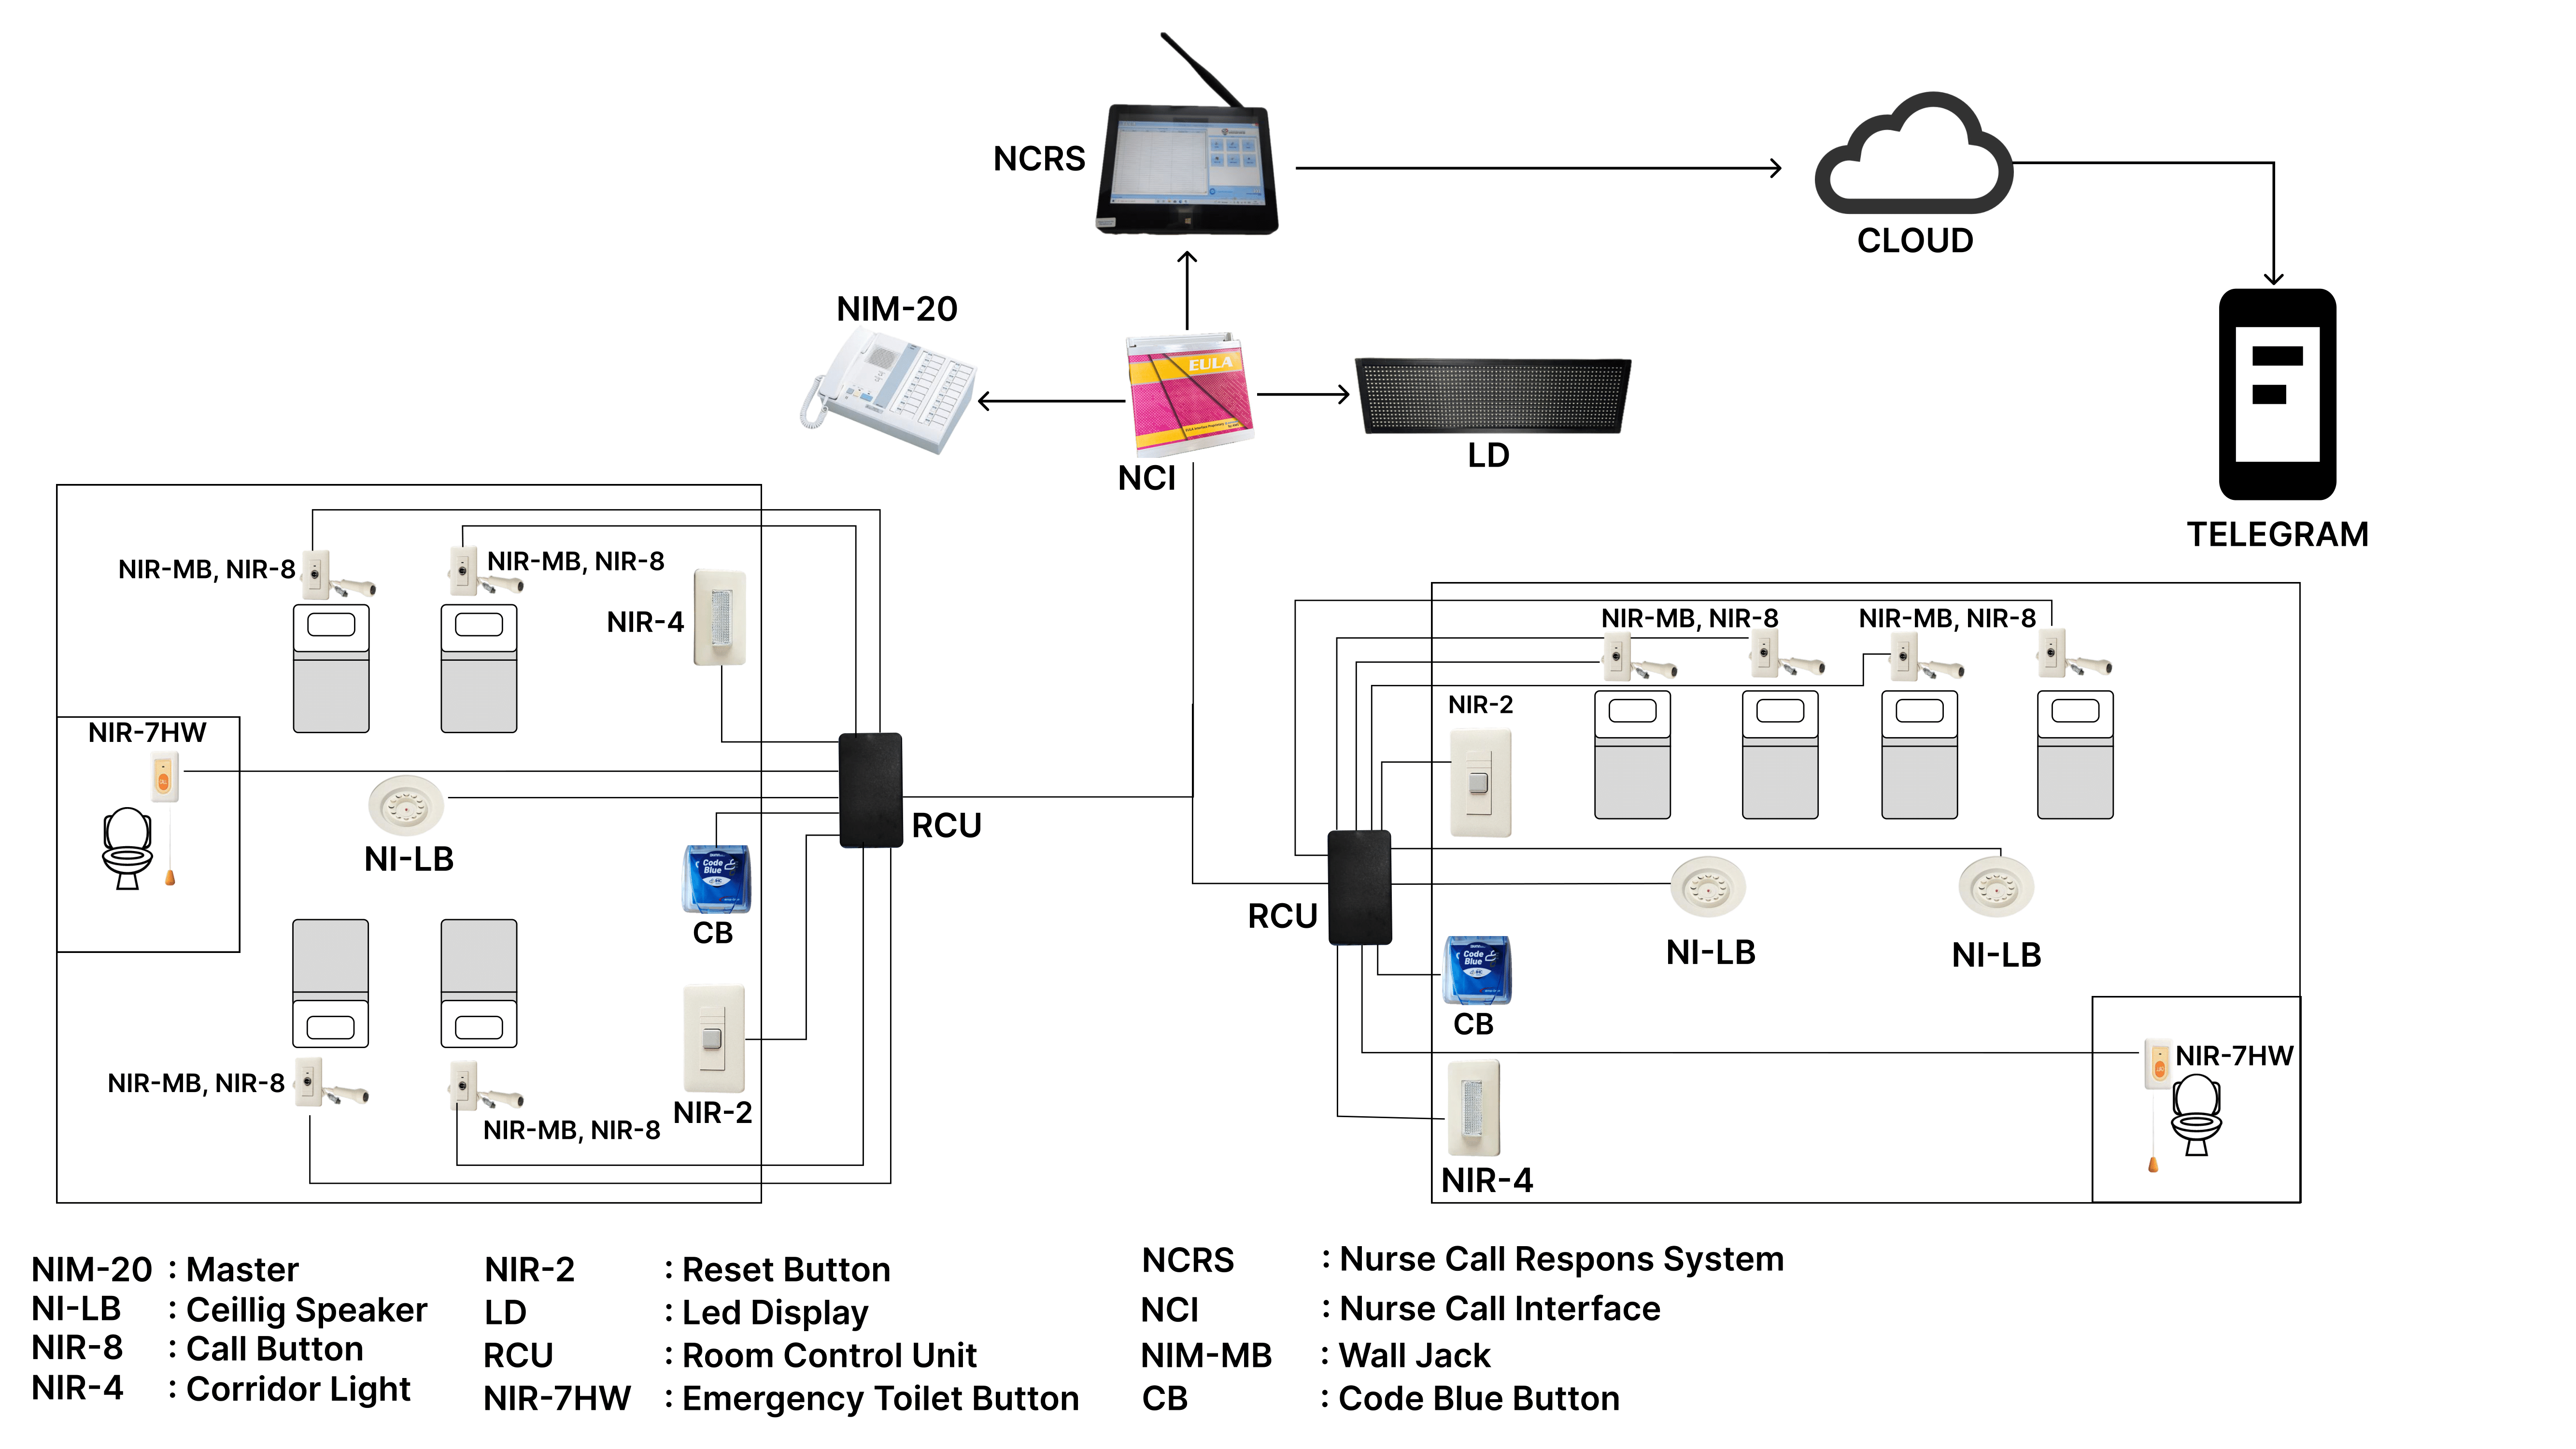 NCRS
CLOUD
NIM-20
EULA
NCI
LD
TELEGRAM
NIR-MB, NIR-8
NIR-MB, NIR-8
NIR-4
NIR-7HW
NI-LB
RCU
Code
Blue
CB
NIR-MB, NIR-8
NIR-MB, NIR-8
NIR-2
NIR-MB, NIR-8
NIR-MB, NIR-8
NIR-2
RCU
NI-LB
NI-LB
Code
Blue
CB
NIR-7HW
NIR-4
NIM-20 : Master
NI-LB : Ceillig Speaker
NIR-8 : Call Button
NIR-4 : Corridor Light
NIR-2 : Reset Button
LD : Led Display
RCU : Room Control Unit
NIR-7HW : Emergency Toilet Button
NCRS : Nurse Call Respons System
NCI : Nurse Call Interface
NIM-MB : Wall Jack
CB : Code Blue Button